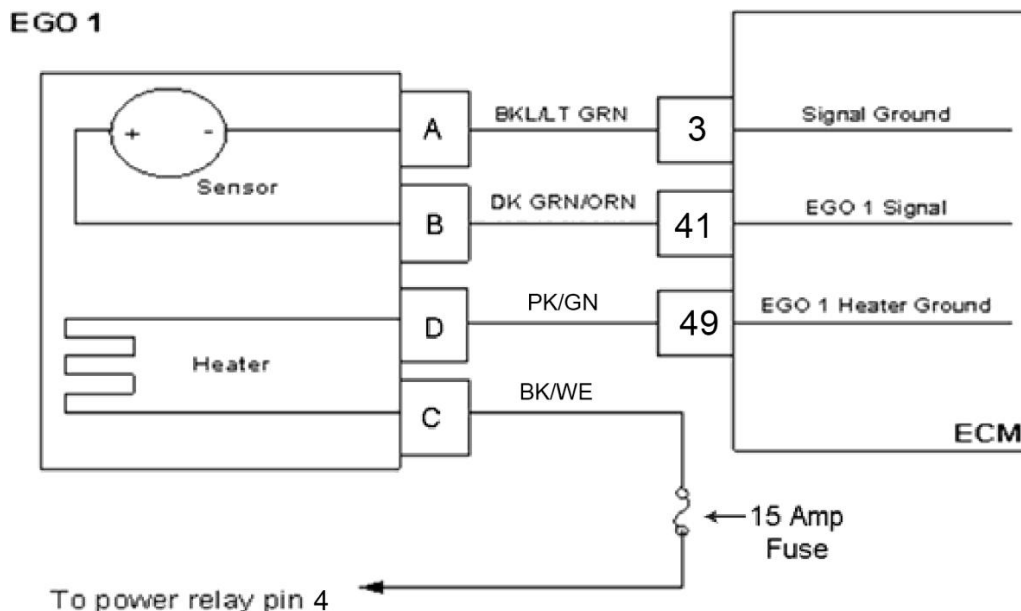 EGO 1
+ -
Sensor
A
BKL/LT GRN
3
Signal Ground
B
DK GRN/ORN
41
EGO 1 Signal
D
PK/GN
49
EGO 1 Heater Ground
Heater
C
BK/WE
ECM
15 Amp
Fuse
To power relay pin 4